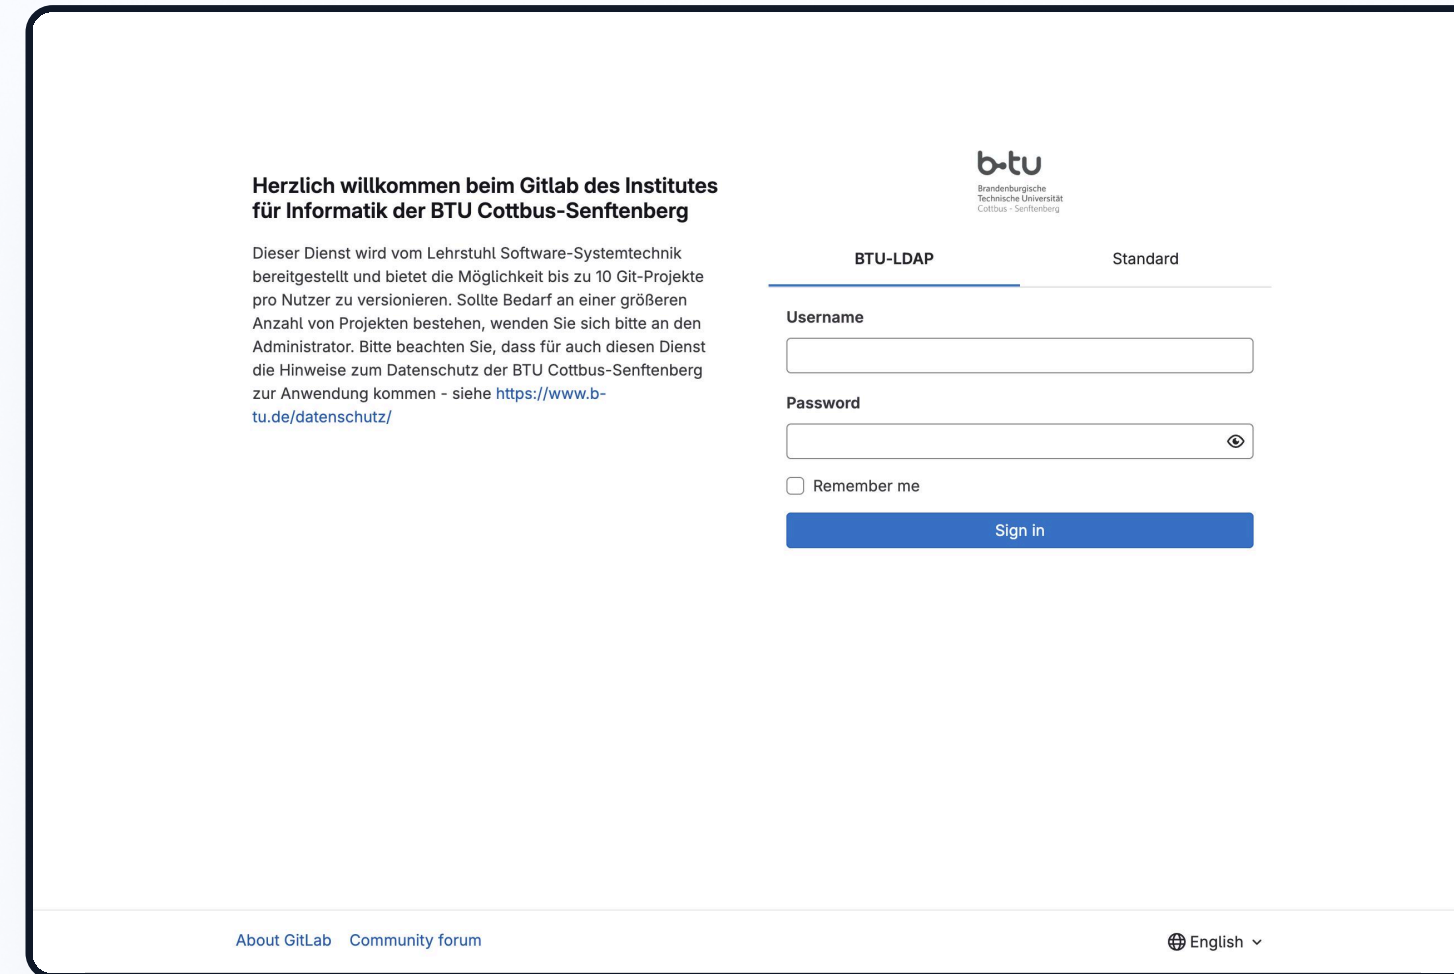 Herzlich willkommen beim Gitlab des Institutes
für Informatik der BTU Cottbus-Senftenberg
Dieser Dienst wird vom Lehrstuhl Software-Systemtechnik
bereitgestellt und bietet die Möglichkeit bis zu 10 Git-Projekte
pro Nutzer zu versionieren. Sollte Bedarf an einer größeren
Anzahl von Projekten bestehen, wenden Sie sich bitte an den
Administrator. Bitte beachten Sie, dass für auch diesen Dienst
die Hinweise zum Datenschutz der BTU Cottbus-Senftenberg
zur Anwendung kommen - siehe https://www.b-
tu.de/datenschutz/
b-tu
Brandenburgische
Technische Universität
Cottbus - Senftenberg
BTU-LDAP Standard
Username
Password
Remember me
Sign in
About GitLab Community forum
English